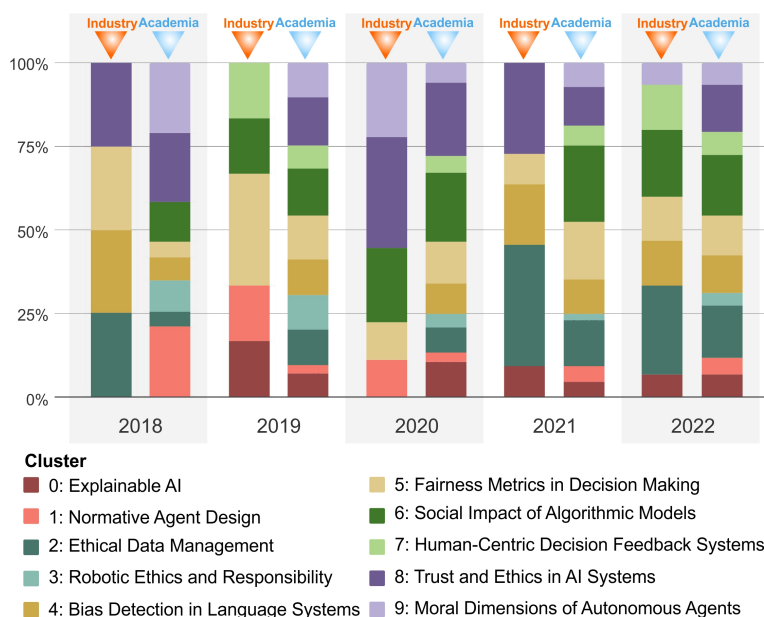 Industry Academia Industry Academia Industry Academia Industry Academia Industry Academia
100%
75%
50%
25%
0%
2018 2019 2020 2021 2022
Cluster
0: Explainable AI
1: Normative Agent Design
2: Ethical Data Management
3: Robotic Ethics and Responsibility
4: Bias Detection in Language Systems
5: Fairness Metrics in Decision Making
6: Social Impact of Algorithmic Models
7: Human-Centric Decision Feedback Systems
8: Trust and Ethics in AI Systems
9: Moral Dimensions of Autonomous Agents